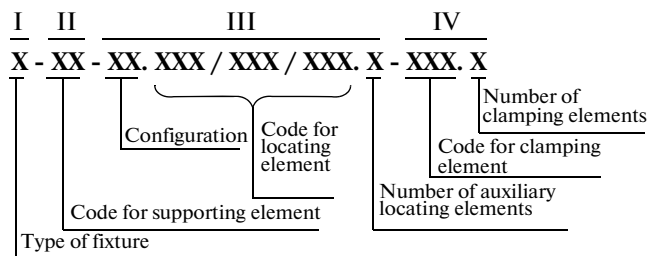 I II III IV
X - XX - XX. XXX / XXX / XXX. X - XXX. X
Number of
clamping elements
Configuration
Code for
locating
element
Code for clamping
element
Number of auxiliary
locating elements
Code for supporting element
Type of fixture